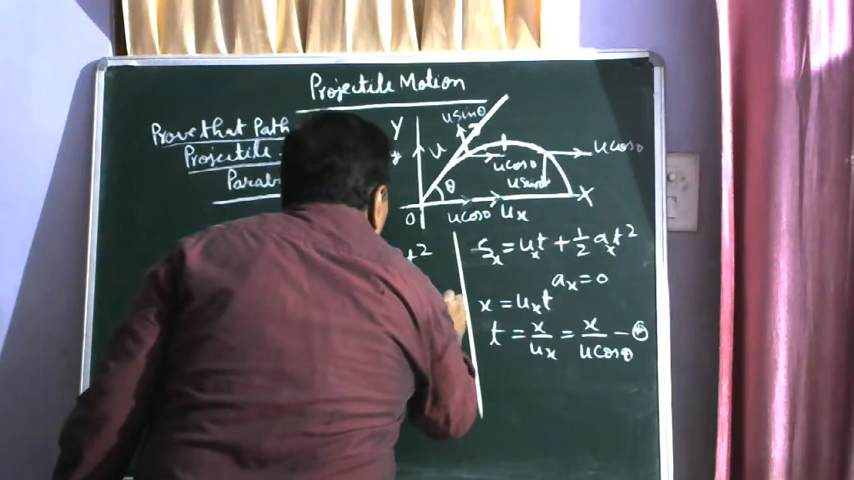 Projectile Motion
Prove that Path
Projectile
Y
usinθ
u
ucosθ
ucosθ
usinθ
θ
O
ucosθ
uₓ
X
t²
Sₓ = uₓt + ½ aₓt²
aₓ = 0
x = uₓt
t = x/uₓ = x/ucosθ –